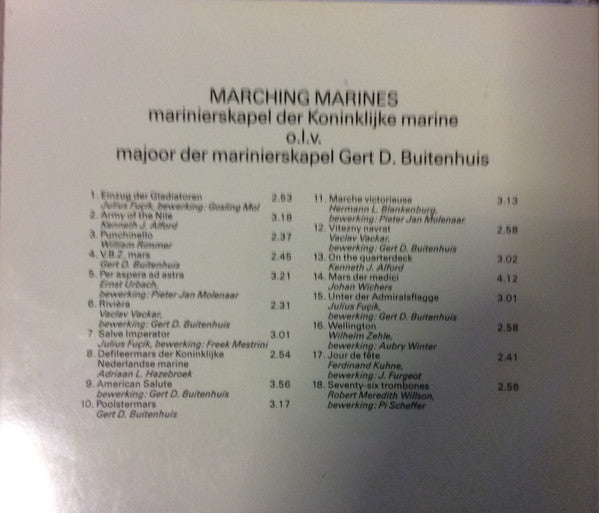 MARCHING MARINES
marinierskapel der Koninklijke marine
o.l.v.
majoor der marinierskapel Gert D. Buitenhuis
1. Einzug der Gladiatoren 2.53
Julius Fuçik, bewerking: Gosling Mol
2. Army of the Nile 3.18
Kenneth J. Alford
3. Punchinello 2.37
William Rimmer
4. V.B.Z. mars 2.45
Gert D. Buitenhuis
5. Per aspera ad astra 3.21
Ernst Urbach,
bewerking: Pieter Jan Molenaar
6. Rivièra 2.31
Vaclav Vackar,
bewerking: Gert D. Buitenhuis
7. Salve Imperator 3.01
Julius Fuçik, bewerking: Freek Mestrini
8. Defileermars der Koninklijke 2.54
Nederlandse marine
Adriaan L. Hazebroek
9. American Salute 3.56
bewerking: Gert D. Buitenhuis
10. Poolstermars 3.17
Gert D. Buitenhuis
11. Marche victorieuse 3.13
Hermann L. Blankenburg,
bewerking: Pieter Jan Molenaar
12. Vitezny navrat 2.58
Vaclav Vackar,
bewerking: Gert D. Buitenhuis
13. On the quarterdeck 3.02
Kenneth J. Alford
14. Mars der medici 4.12
Johan Wichers
15. Unter der Admiralsflagge 3.01
Julius Fuçik,
bewerking: Gert D. Buitenhuis
16. Wellington 2.58
Wilhelm Zehle,
bewerking: Aubry Winter
17. Jour de fête 2.41
Ferdinand Kuhne,
bewerking: J. Furgeot
18. Seventy-six trombones 2.58
Robert Meredith Willson,
bewerking: Pi Scheffer